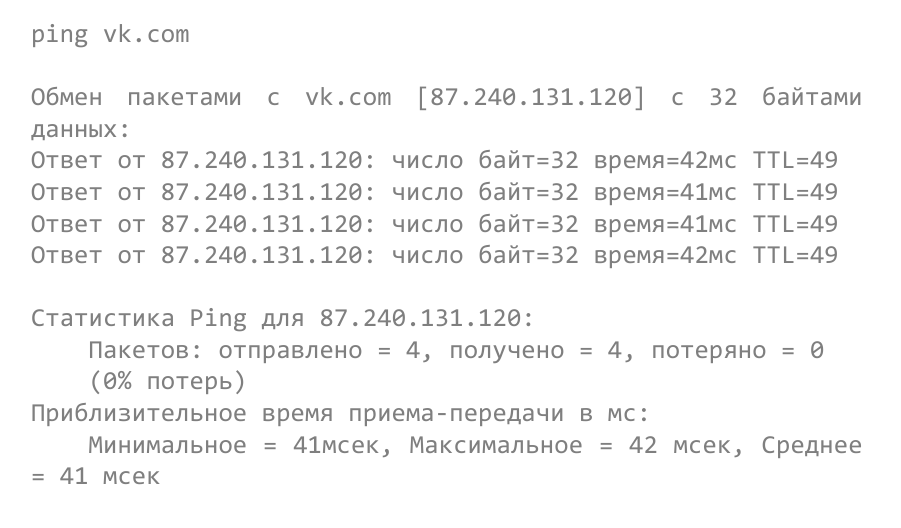 ping vk.com
Обмен пакетами с vk.com [87.240.131.120] с 32 байтами
данных:
Ответ от 87.240.131.120: число байт=32 время=42мс TTL=49
Ответ от 87.240.131.120: число байт=32 время=41мс TTL=49
Ответ от 87.240.131.120: число байт=32 время=41мс TTL=49
Ответ от 87.240.131.120: число байт=32 время=42мс TTL=49
Статистика Ping для 87.240.131.120:
Пакетов: отправлено = 4, получено = 4, потеряно = 0
(0% потерь)
Приблизительное время приема-передачи в мс:
Минимальное = 41мсек, Максимальное = 42 мсек, Среднее
= 41 мсек